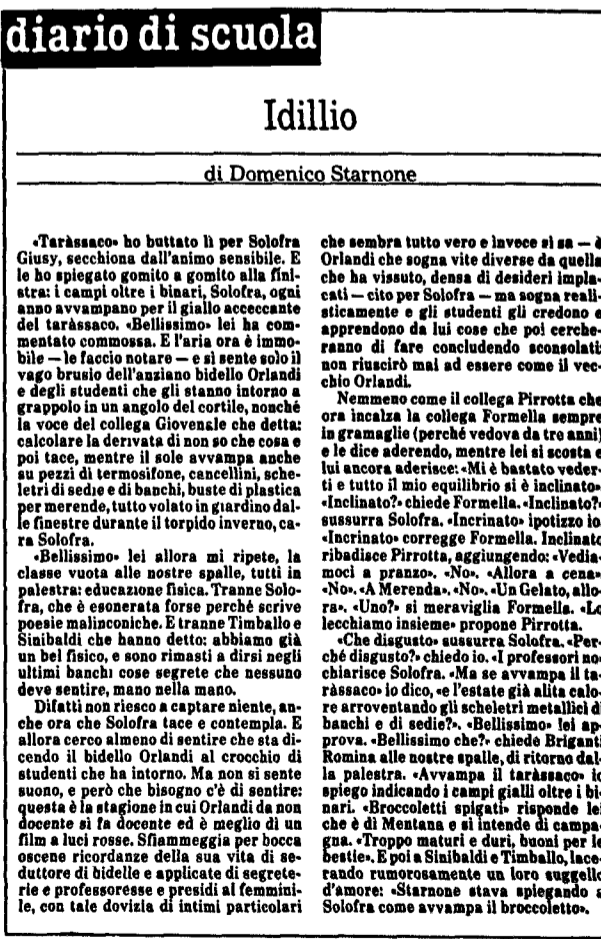 diario di scuola
Idillio
di Domenico Starnone
«Taràssaco» ho buttato lì per Solofra
Giusy, secchiona dall'animo sensibile. E
le ho spiegato gomito a gomito alla fini-
stra: i campi oltre i binari, Solofra, ogni
anno avvampano per il giallo acceccante
del taràssaco. «Bellissimo» lei ha com-
mentato commossa. E l'aria ora è immo-
bile — le faccio notare — e si sente solo il
vago brusio dell'anziano bidello Orlandi
e degli studenti che gli stanno intorno a
grappolo in un angolo del cortile, nonché
la voce del collega Giovenale che detta:
calcolare la derivata di non so che cosa e
poi tace, mentre il sole avvampa anche
su pezzi di termosifone, cancellini, sche-
letri di sedie e di banchi, buste di plastica
per merende, tutto volato in giardino dal-
le finestre durante il torpido inverno, ca-
ra Solofra.
«Bellissimo» lei allora mi ripete, la
classe vuota alle nostre spalle, tutti in
palestra: educazione fisica. Tranne Solo-
fra, che è esonerata forse perché scrive
poesie malinconiche. E tranne Timballo e
Sinibaldi che hanno detto: abbiamo già
un bel fisico, e sono rimasti a dirsi negli
ultimi banchi cose segrete che nessuno
deve sentire, mano nella mano.
Difatti non riesco a captare niente, an-
che ora che Solofra tace e contempla. E
allora cerco almeno di sentire che sta di-
cendo il bidello Orlandi al crocchio di
studenti che ha intorno. Ma non si sente
suono, e però che bisogno c'è di sentire:
questa è la stagione in cui Orlandi da non
docente si fa docente ed è meglio di un
film a luci rosse. Sfiammeggia per bocca
oscene ricordanze della sua vita di se-
duttore di bidelle e applicate di segrete-
rie e professoresse e presidi al femmini-
le, con tale dovizia di intimi particolari
che sembra tutto vero e invece si sa — è
Orlandi che sogna vite diverse da quella
che ha vissuto, densa di desideri impla-
cati — cito per Solofra — ma sogna reali-
sticamente e gli studenti gli credono e
apprendono da lui cose che poi cerche-
ranno di fare concludendo sconsolati:
non riuscirò mai ad essere come il vec-
chio Orlandi.
Nemmeno come il collega Pirrotta che
ora incalza la collega Formella sempre
in gramaglie (perché vedova da tre anni)
e le dice aderendo, mentre lei si scosta e
lui ancora aderisce: «Mi è bastato veder-
ti e tutto il mio equilibrio si è inclinato»
«Inclinato?» chiede Formella. «Inclinato?»
sussurra Solofra. «Incrinato» ipotizzo io.
«Incrinato» corregge Formella. Inclinato
ribadisce Pirrotta, aggiungendo: «Vedia-
moci a pranzo». «No». «Allora a cena»
«No». «A Merenda». «No». «Un Gelato, allo-
ra». «Uno?» si meraviglia Formella. «Lo
lecchiamo insieme» propone Pirrotta.
«Che disgusto» sussurra Solofra. «Per-
ché disgusto?» chiedo io. «I professori no»
chiarisce Solofra. «Ma se avvampa il ta-
ràssaco» io dico, «e l'estate già alita calo-
re arroventando gli scheletri metallici di
banchi e di sedie?». «Bellissimo» lei ap-
prova. «Bellissimo che?» chiede Briganti
Romina alle nostre spalle, di ritorno dal-
la palestra. «Avvampa il taràssaco» io
spiego indicando i campi gialli oltre i bi-
nari. «Broccoletti spigati» risponde lei
che è di Mentana e si intende di campa-
gna. «Troppo maturi e duri, buoni per le
bestie». E poi a Sinibaldi e Timballo, lace-
rando rumorosamente un loro suggello
d'amore: «Starnone stava spiegando a
Solofra come avvampa il broccoletto».